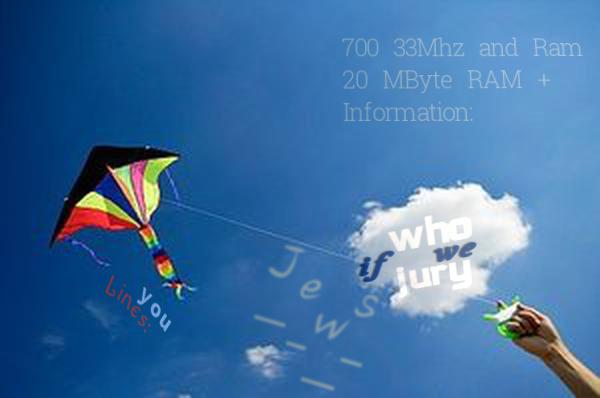 700 33Mhz and Ram
20 MByte RAM +
Information:
who
if we
jury
Jews
— — — —
you
Lines: